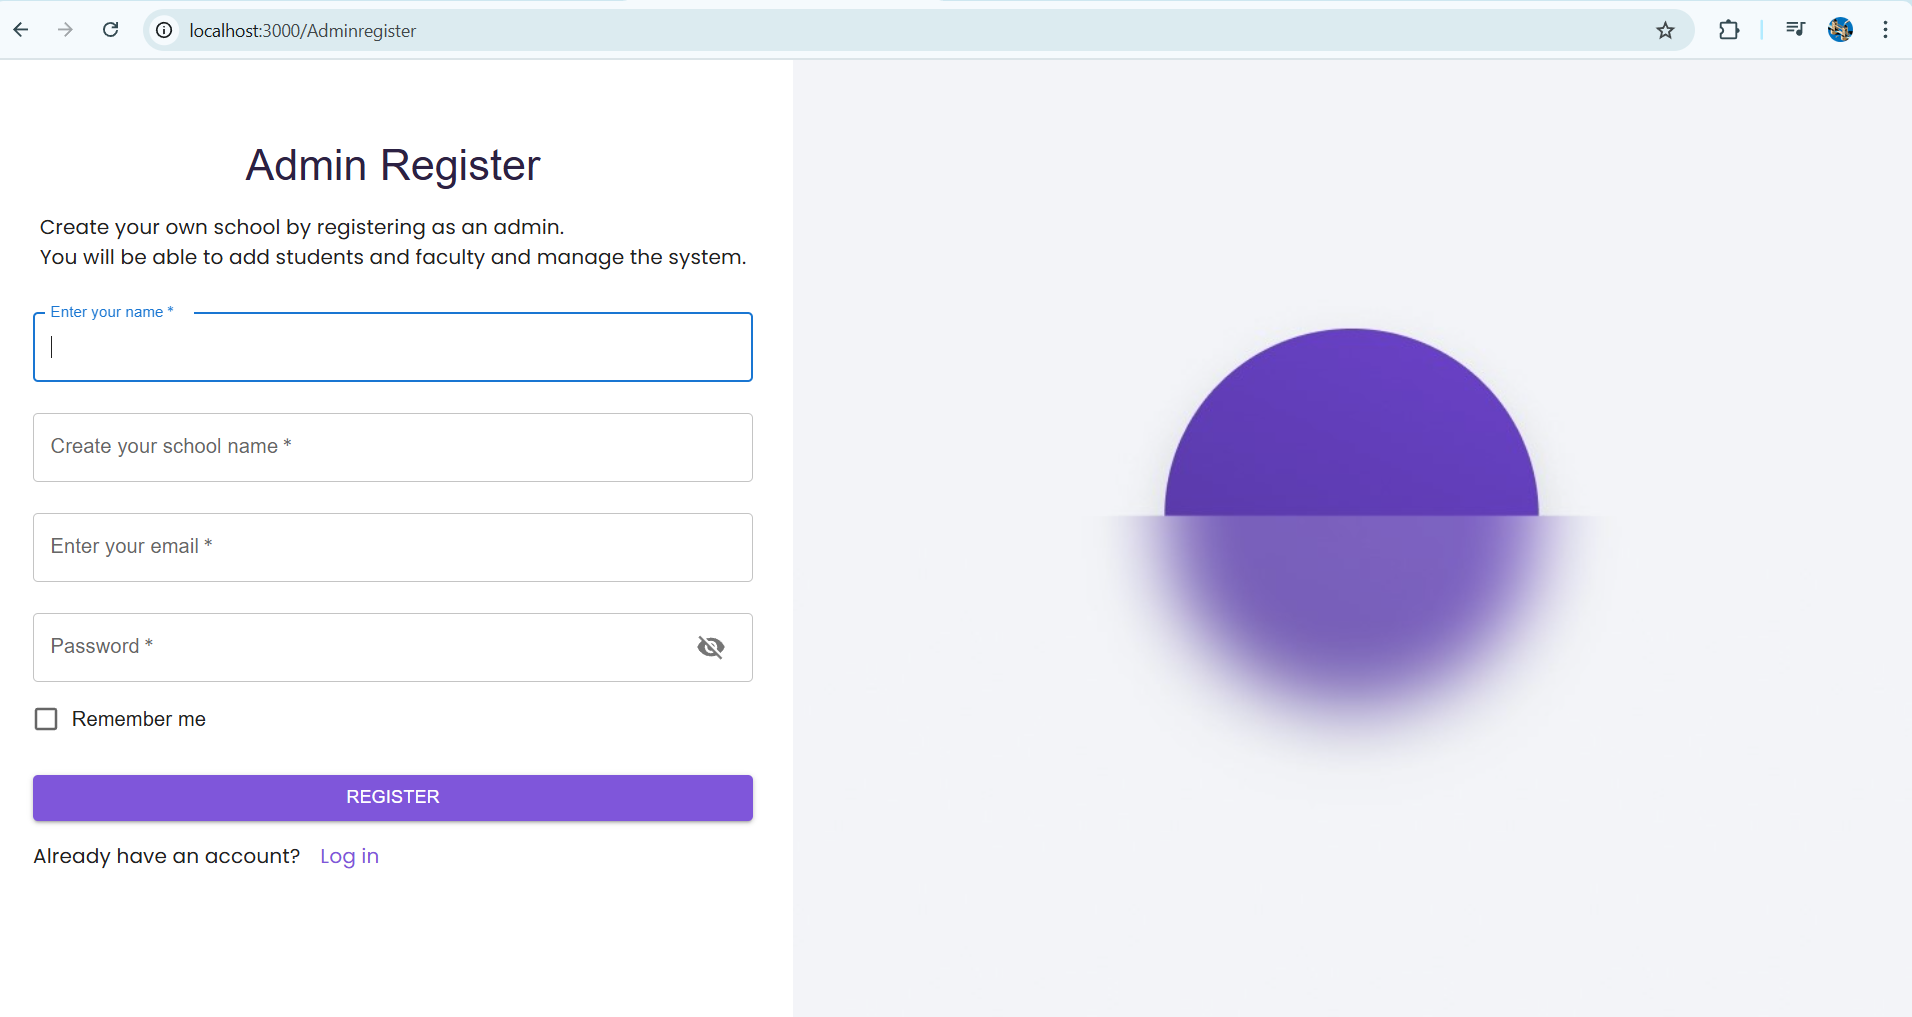 localhost:3000/Adminregister
Admin Register
Create your own school by registering as an admin.
You will be able to add students and faculty and manage the system.
Enter your name *
Create your school name *
Enter your email *
Password *
Remember me
REGISTER
Already have an account? Log in